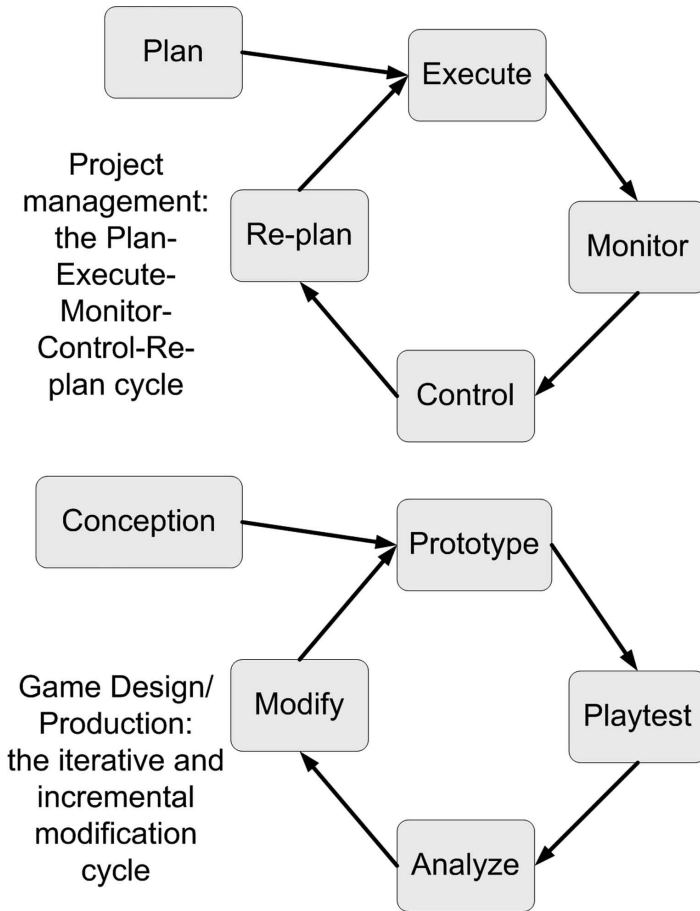 Plan
Execute
Project
management:
the Plan-
Execute-
Monitor-
Control-Re-
plan cycle
Re-plan
Monitor
Control
Conception
Prototype
Game Design/
Production:
the iterative and
incremental
modification
cycle
Modify
Playtest
Analyze